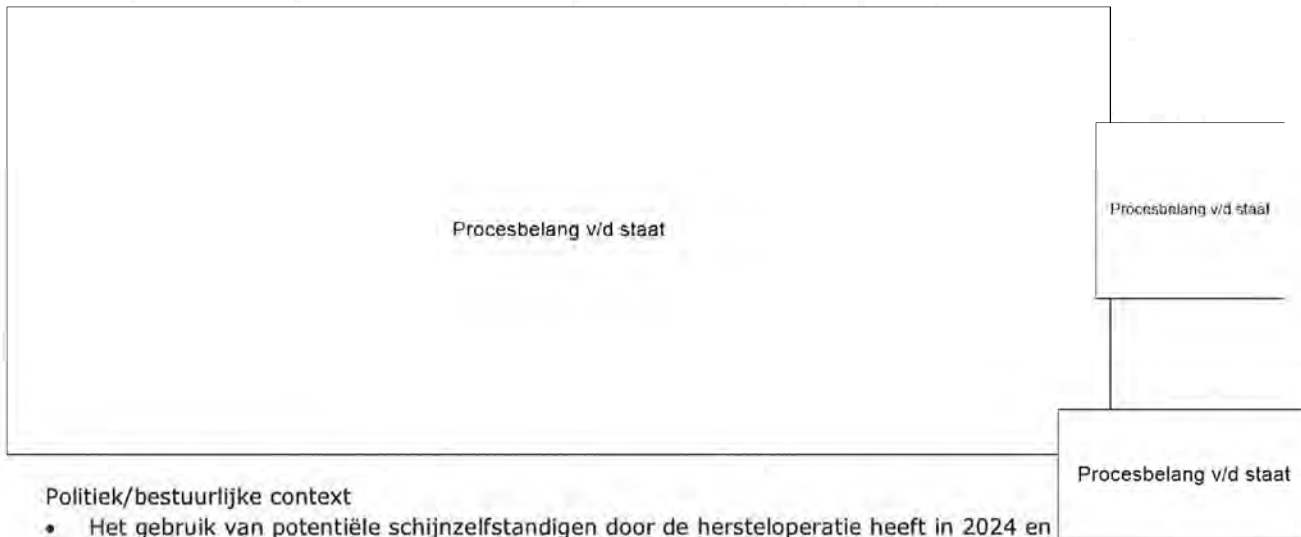 Procesbelang v/d staat
Procesbelang v/d staat
Procesbelang v/d staat
Politiek/bestuurlijke context
• Het gebruik van potentiële schijnzelfstandigen door de hersteloperatie heeft in 2024 en